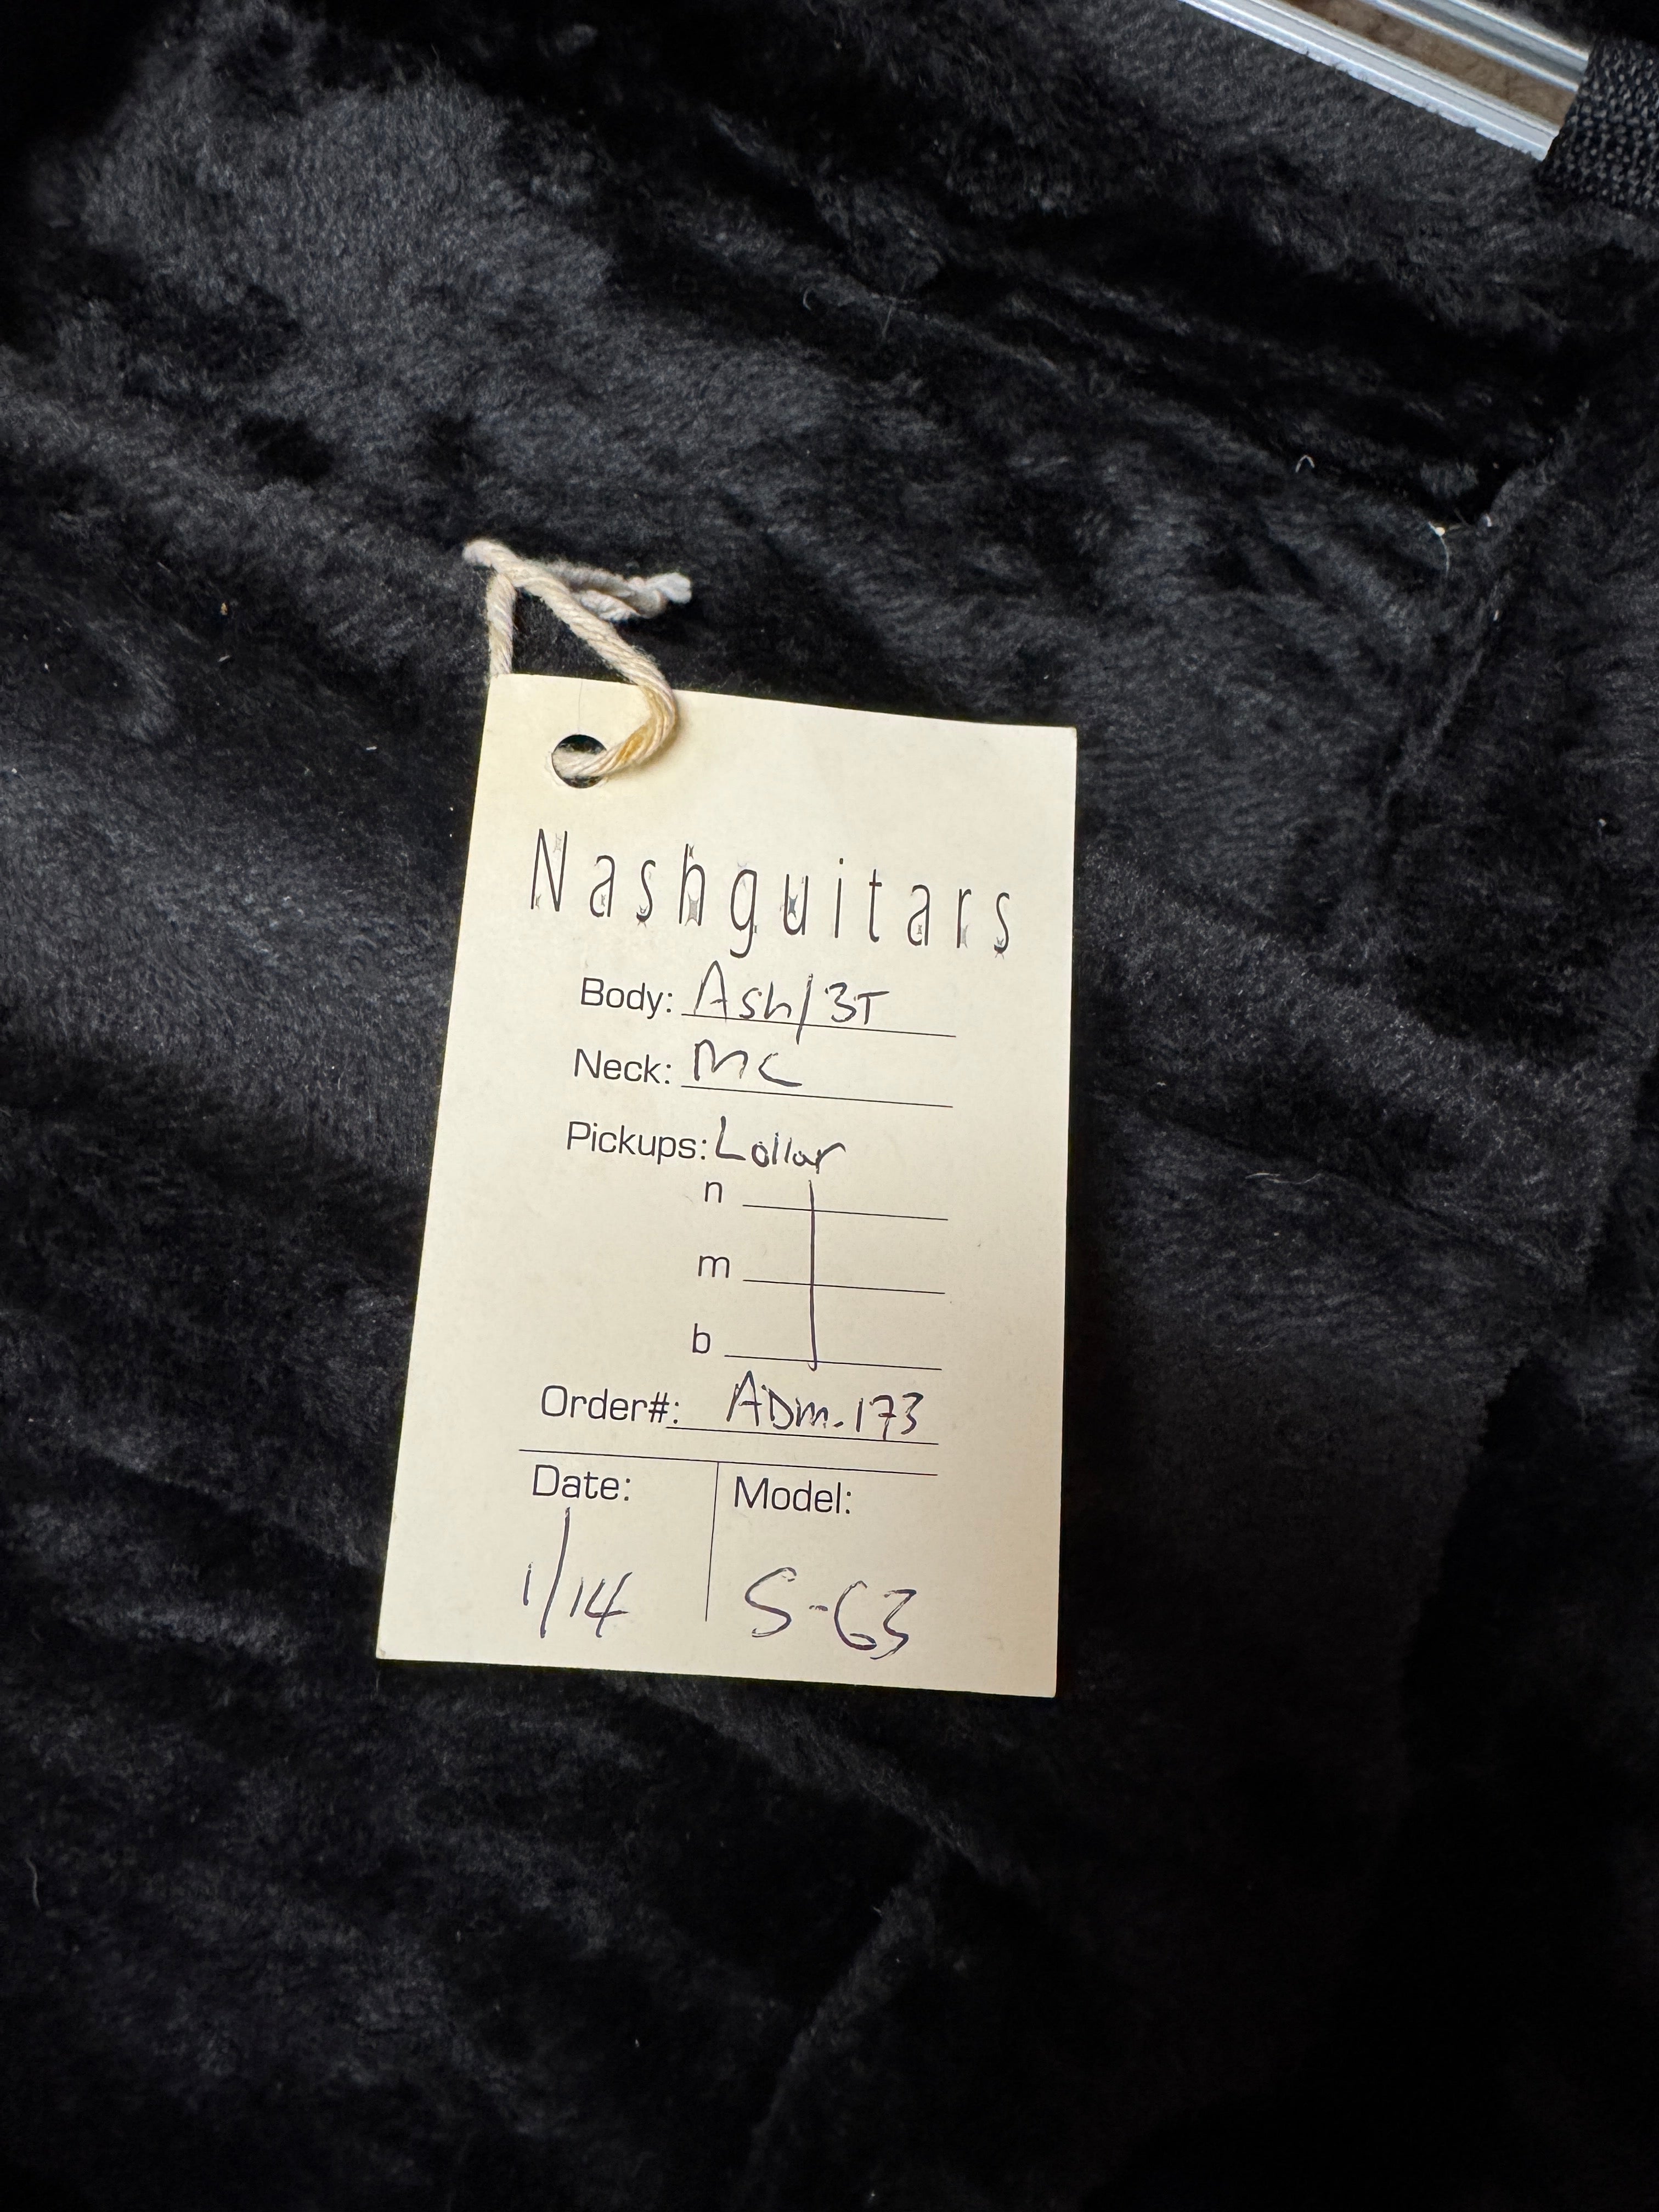 Nashguitars
Body: Ash/3T
Neck: MC
Pickups: Lollar
n
m
b
Order#: ADM-173
Date: Model:
1/14 S-63